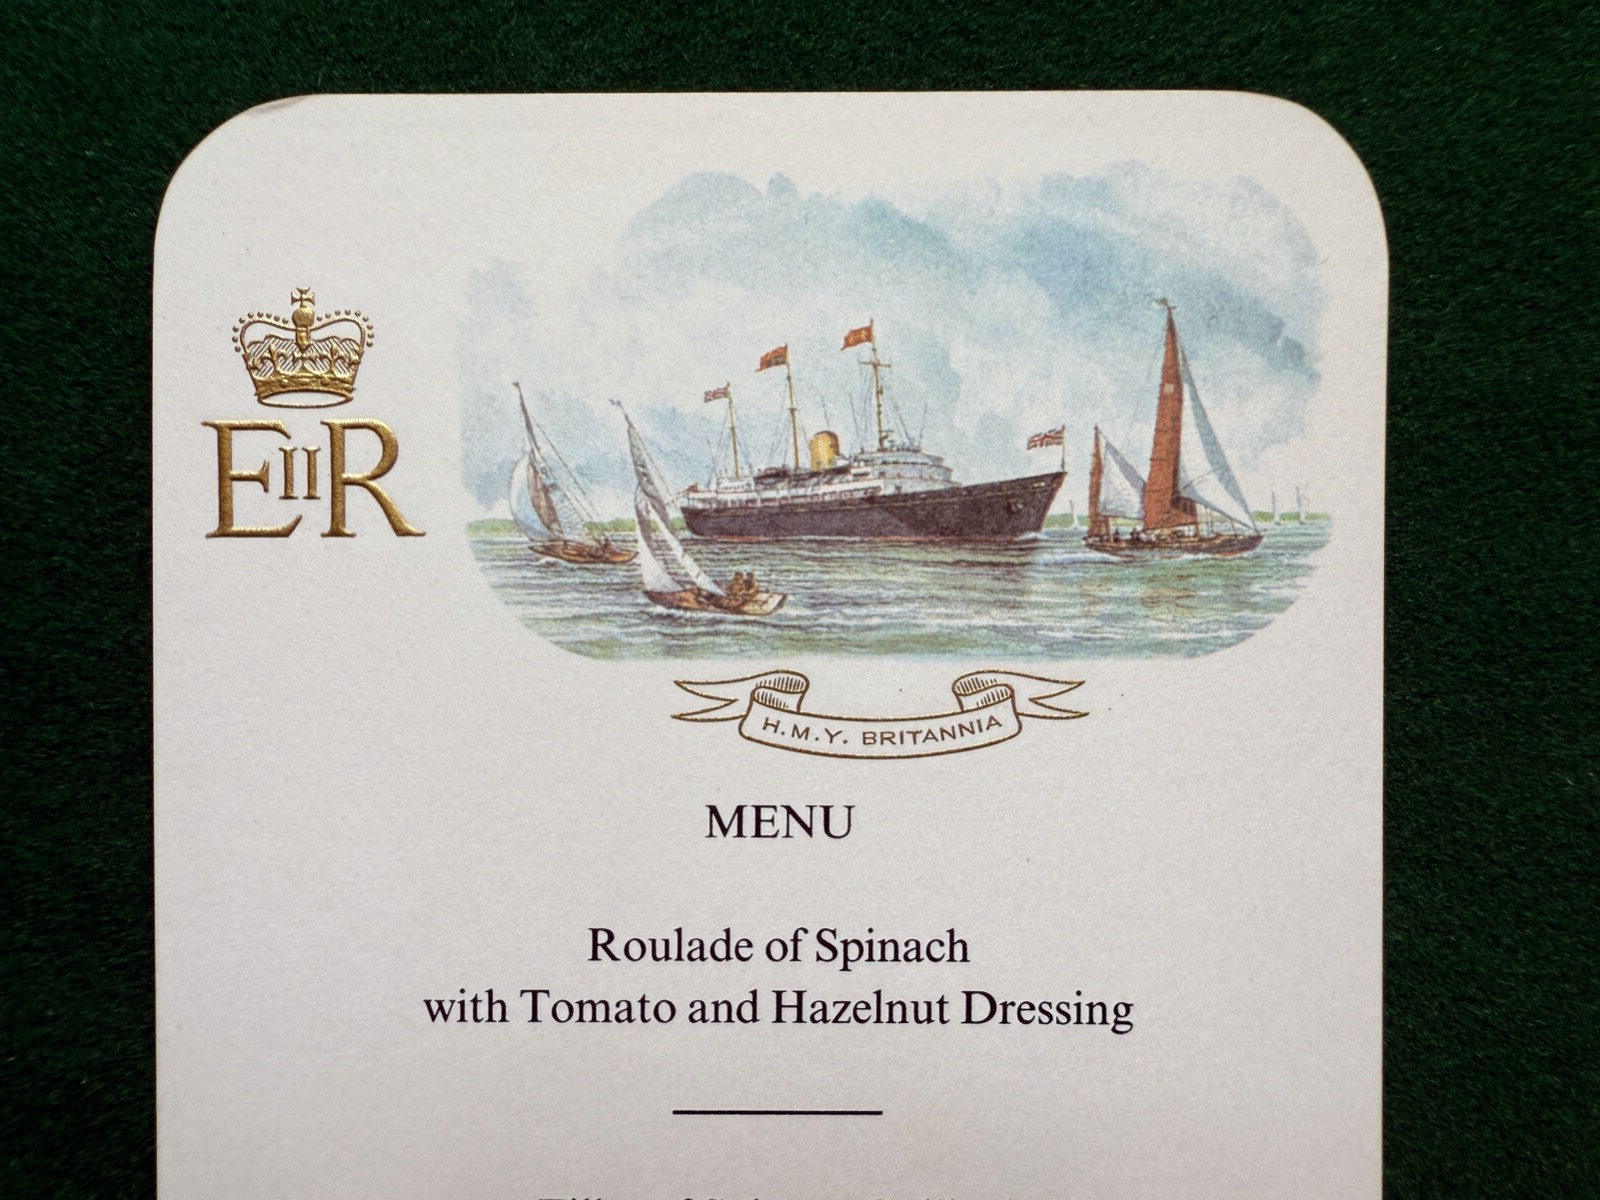 EIIR
H.M.Y. BRITANNIA
MENU
Roulade of Spinach
with Tomato and Hazelnut Dressing